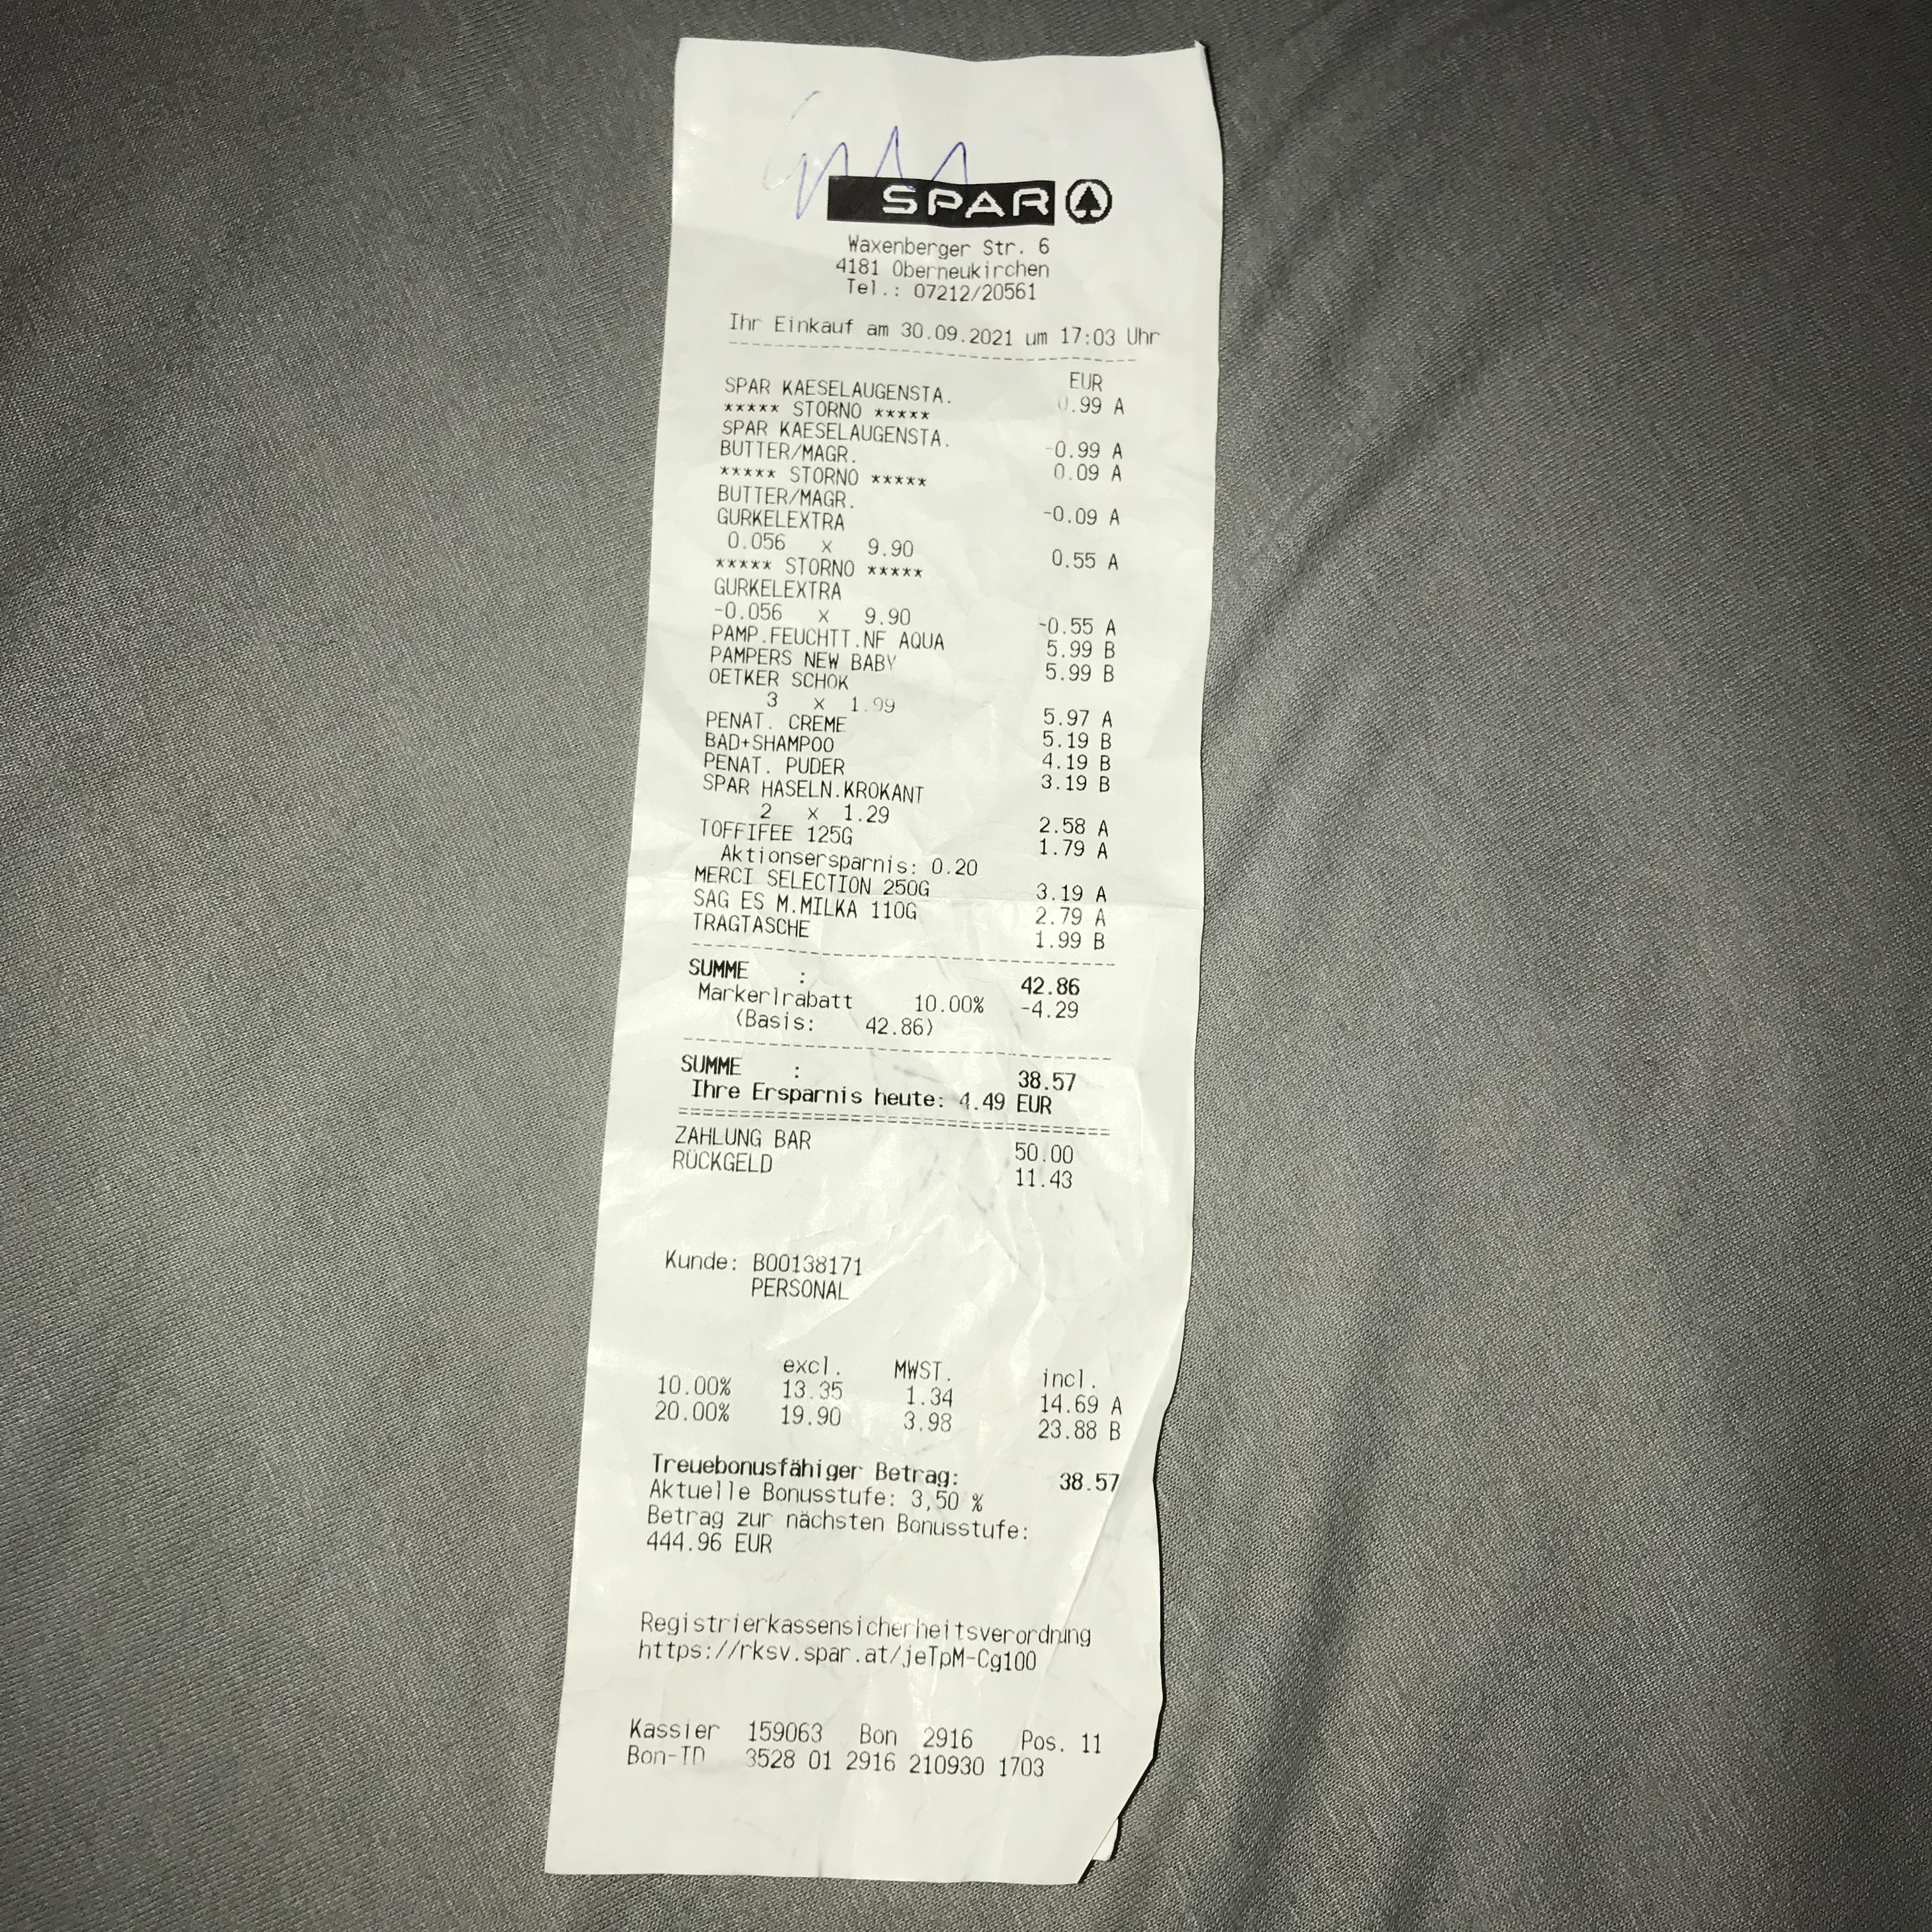 SPAR
Waxenberger Str. 6
4181 Oberneukirchen
Tel.: 07212/20561
Ihr Einkauf am 30.09.2021 um 17:03 Uhr
EUR
SPAR KAESELAUGENSTA. 0.99 A
***** STORNO *****
SPAR KAESELAUGENSTA. -0.99 A
BUTTER/MAGR. 0.09 A
***** STORNO *****
BUTTER/MAGR. -0.09 A
GURKELEXTRA
0.056 x 9.90 0.55 A
***** STORNO *****
GURKELEXTRA
-0.056 x 9.90 -0.55 A
PAMP.FEUCHTT.NF AQUA 5.99 B
PAMPERS NEW BABY 5.99 B
OETKER SCHOK
3 x 1.99 5.97 A
PENAT. CREME 5.19 B
BAD+SHAMPOO 4.19 B
PENAT. PUDER 3.19 B
SPAR HASELN.KROKANT
2 x 1.29 2.58 A
TOFFIFEE 125G 1.79 A
Aktionsersparnis: 0.20
MERCI SELECTION 250G 3.19 A
SAG ES M.MILKA 110G 2.79 A
TRAGTASCHE 1.99 B
SUMME : 42.86
Markerlrabatt 10.00% -4.29
(Basis: 42.86)
SUMME : 38.57
Ihre Ersparnis heute: 4.49 EUR
ZAHLUNG BAR 50.00
RÜCKGELD 11.43
Kunde: B00138171
PERSONAL
excl. MWST. incl.
10.00% 13.35 1.34 14.69 A
20.00% 19.90 3.98 23.88 B
Treuebonusfähiger Betrag: 38.57
Aktuelle Bonusstufe: 3,50 %
Betrag zur nächsten Bonusstufe:
444.96 EUR
Registrierkassensicherheitsverordnung
https://rksv.spar.at/jeTpM-Cg100
Kassier 159063 Bon 2916 Pos. 11
Bon-ID 3528 01 2916 210930 1703